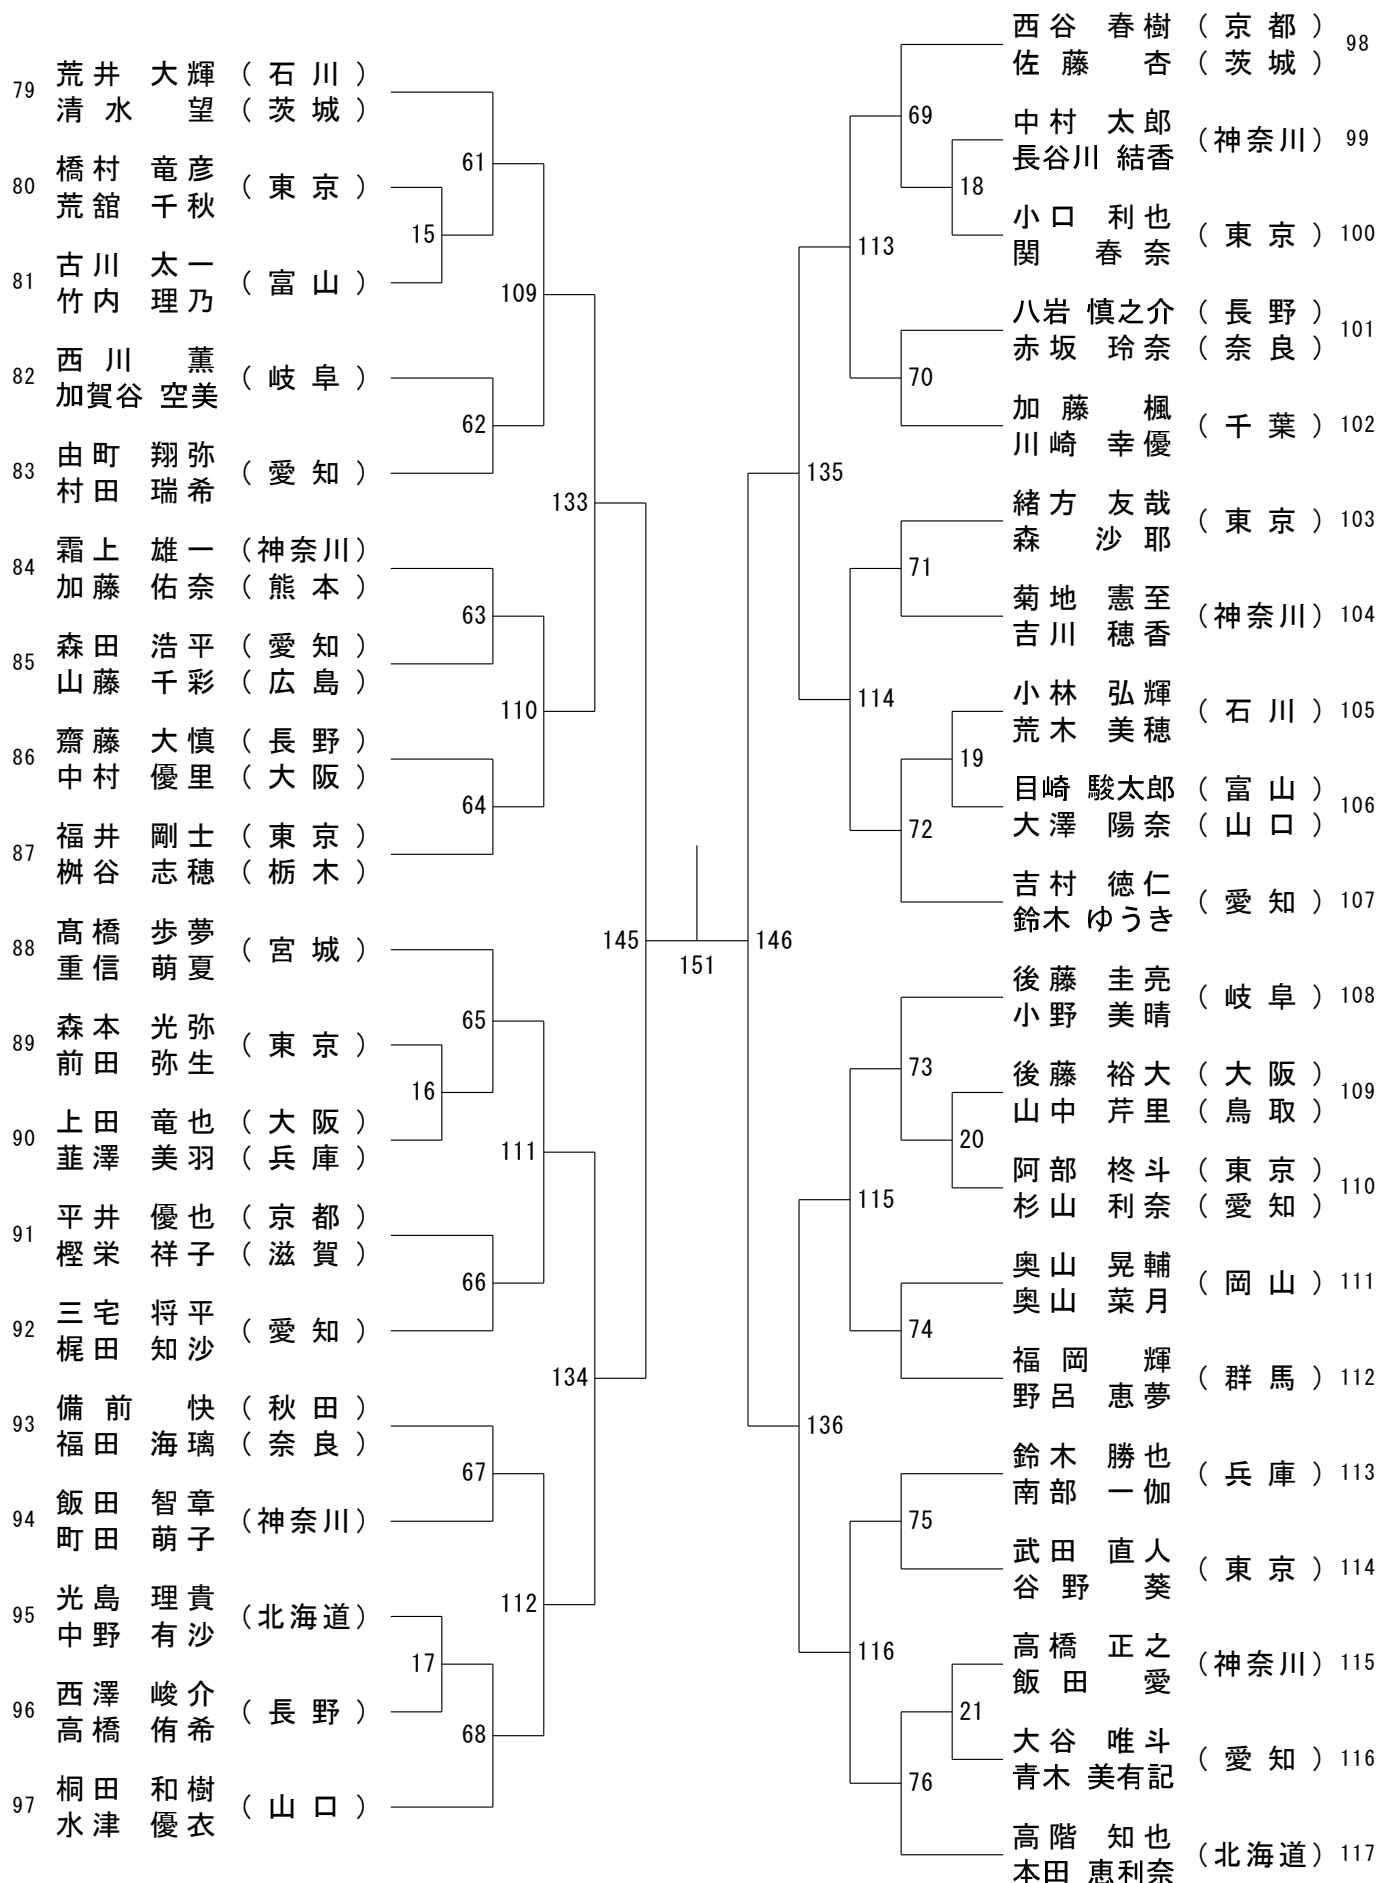 79 荒井 大輝 (石川)
清水 望 (茨城)
61
80 橋村 竜彦 (東京)
荒舘 千秋
15
81 古川 太一 (富山)
竹内 理乃
109
82 西川 薫 (岐阜)
加賀谷 空美
62
83 由町 翔弥 (愛知)
村田 瑞希
133
84 霜上 雄一 (神奈川)
加藤 佑奈 (熊本)
63
85 森田 浩平 (愛知)
山藤 千彩 (広島)
110
86 齋藤 大慎 (長野)
中村 優里 (大阪)
64
87 福井 剛士 (東京)
桝谷 志穂 (栃木)
88 髙橋 歩夢 (宮城)
重信 萌夏
145
65
89 森本 光弥 (東京)
前田 弥生
16
90 上田 竜也 (大阪)
韮澤 美羽 (兵庫)
111
91 平井 優也 (京都)
樫栄 祥子 (滋賀)
66
92 三宅 将平 (愛知)
梶田 知沙
134
93 備前 快 (秋田)
福田 海璃 (奈良)
67
94 飯田 智章 (神奈川)
町田 萌子
95 光島 理貴 (北海道)
中野 有沙
112
17
96 西澤 峻介 (長野)
高橋 侑希
68
97 桐田 和樹 (山口)
水津 優衣
151
西谷 春樹 (京都) 98
佐藤 杏 (茨城)
69
中村 太郎 (神奈川) 99
長谷川 結香
18
小口 利也 (東京) 100
関 春奈
113
八岩 慎之介 (長野) 101
赤坂 玲奈 (奈良)
70
加藤 楓 (千葉) 102
川崎 幸優
135
緒方 友哉 (東京) 103
森 沙耶
71
菊地 憲至 (神奈川) 104
吉川 穂香
114
小林 弘輝 (石川) 105
荒木 美穂
19
目崎 駿太郎 (富山) 106
大澤 陽奈 (山口)
72
吉村 徳仁 (愛知) 107
鈴木 ゆうき
146
後藤 圭亮 (岐阜) 108
小野 美晴
73
後藤 裕大 (大阪) 109
山中 芹里 (鳥取)
20
阿部 柊斗 (東京) 110
杉山 利奈 (愛知)
115
奥山 晃輔 (岡山) 111
奥山 菜月
74
福岡 輝 (群馬) 112
野呂 恵夢
136
鈴木 勝也 (兵庫) 113
南部 一伽
75
武田 直人 (東京) 114
谷野 葵
116
高橋 正之 (神奈川) 115
飯田 愛
21
大谷 唯斗 (愛知) 116
青木 美有記
76
高階 知也 (北海道) 117
本田 恵利奈